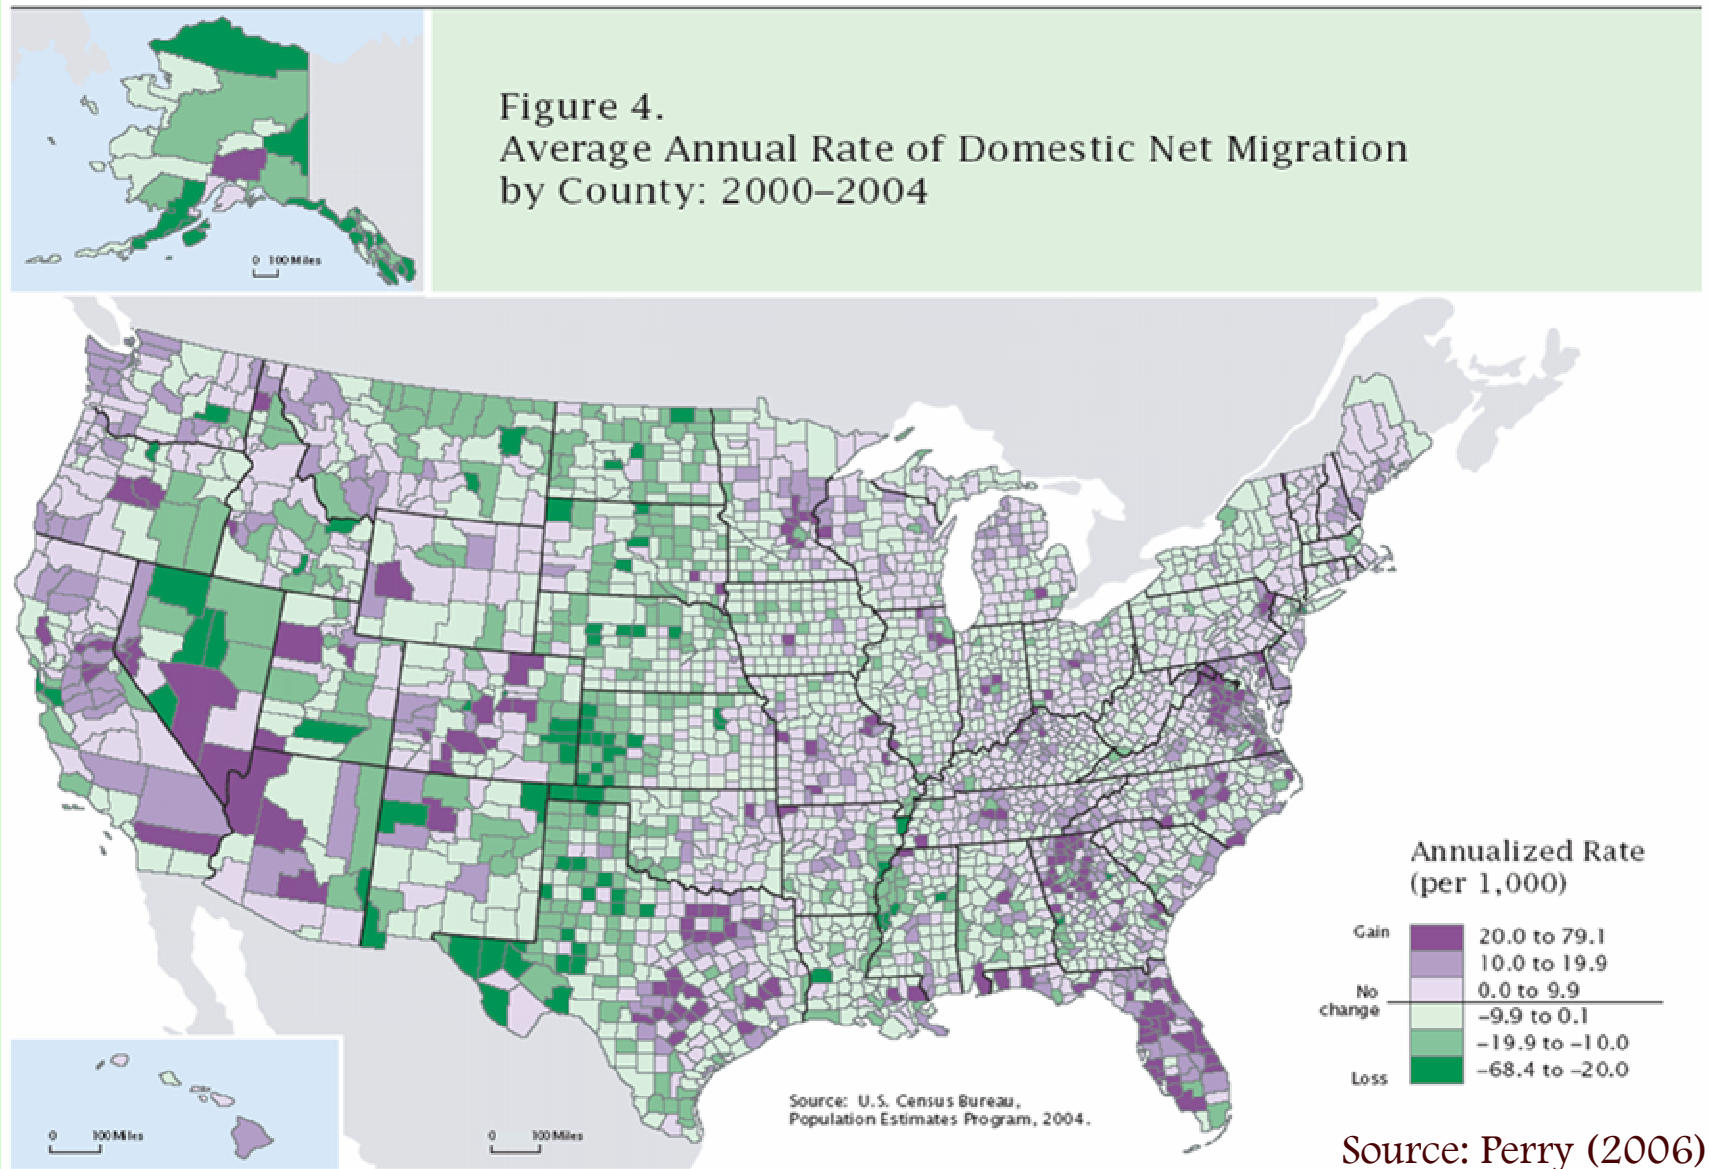 Figure 4.
Average Annual Rate of Domestic Net Migration
by County: 2000–2004
0 100 Miles
Annualized Rate
(per 1,000)
Gain
20.0 to 79.1
10.0 to 19.9
No
change
0.0 to 9.9
–9.9 to 0.1
–19.9 to –10.0
Loss
–68.4 to –20.0
Source: U.S. Census Bureau,
Population Estimates Program, 2004.
0 100 Miles
0 100 Miles
Source: Perry (2006)